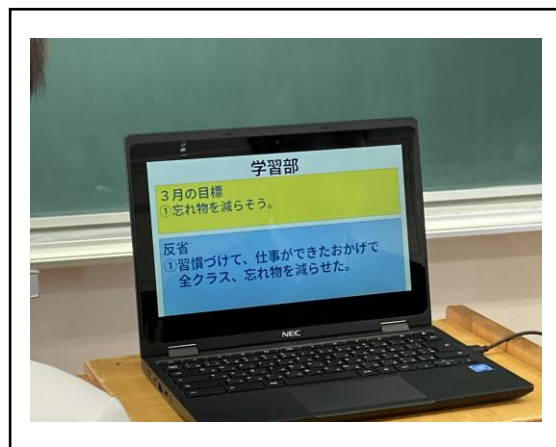 学習部
3月の目標
①忘れ物を減らそう。
反省
①習慣づけて、仕事ができたおかげで
全クラス、忘れ物を減らせた。
NEC